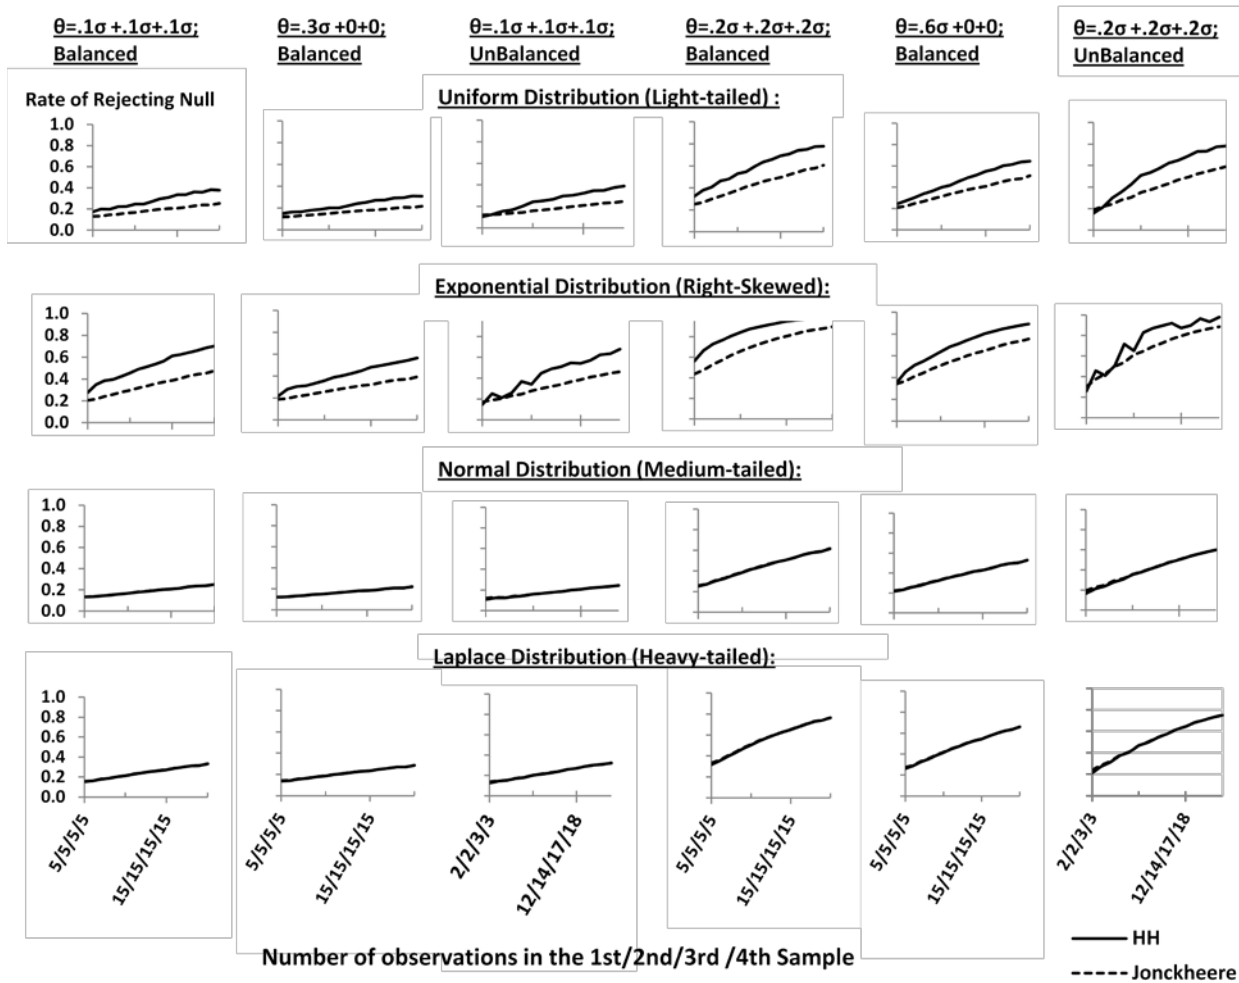 θ=.1σ +.1σ+.1σ;
Balanced
θ=.3σ +0+0;
Balanced
θ=.1σ +.1σ+.1σ;
UnBalanced
θ=.2σ +.2σ+.2σ;
Balanced
θ=.6σ +0+0;
Balanced
θ=.2σ +.2σ+.2σ;
UnBalanced
Rate of Rejecting Null
Uniform Distribution (Light-tailed) :
1.0
0.8
0.6
0.4
0.2
0.0
Exponential Distribution (Right-Skewed):
1.0
0.8
0.6
0.4
0.2
0.0
Normal Distribution (Medium-tailed):
1.0
0.8
0.6
0.4
0.2
0.0
Laplace Distribution (Heavy-tailed):
1.0
0.8
0.6
0.4
0.2
0.0
5/5/5/5
15/15/15/15
5/5/5/5
15/15/15/15
2/2/3/3
12/14/17/18
5/5/5/5
15/15/15/15
5/5/5/5
15/15/15/15
2/2/3/3
12/14/17/18
Number of observations in the 1st/2nd/3rd /4th Sample
HH
Jonckheere